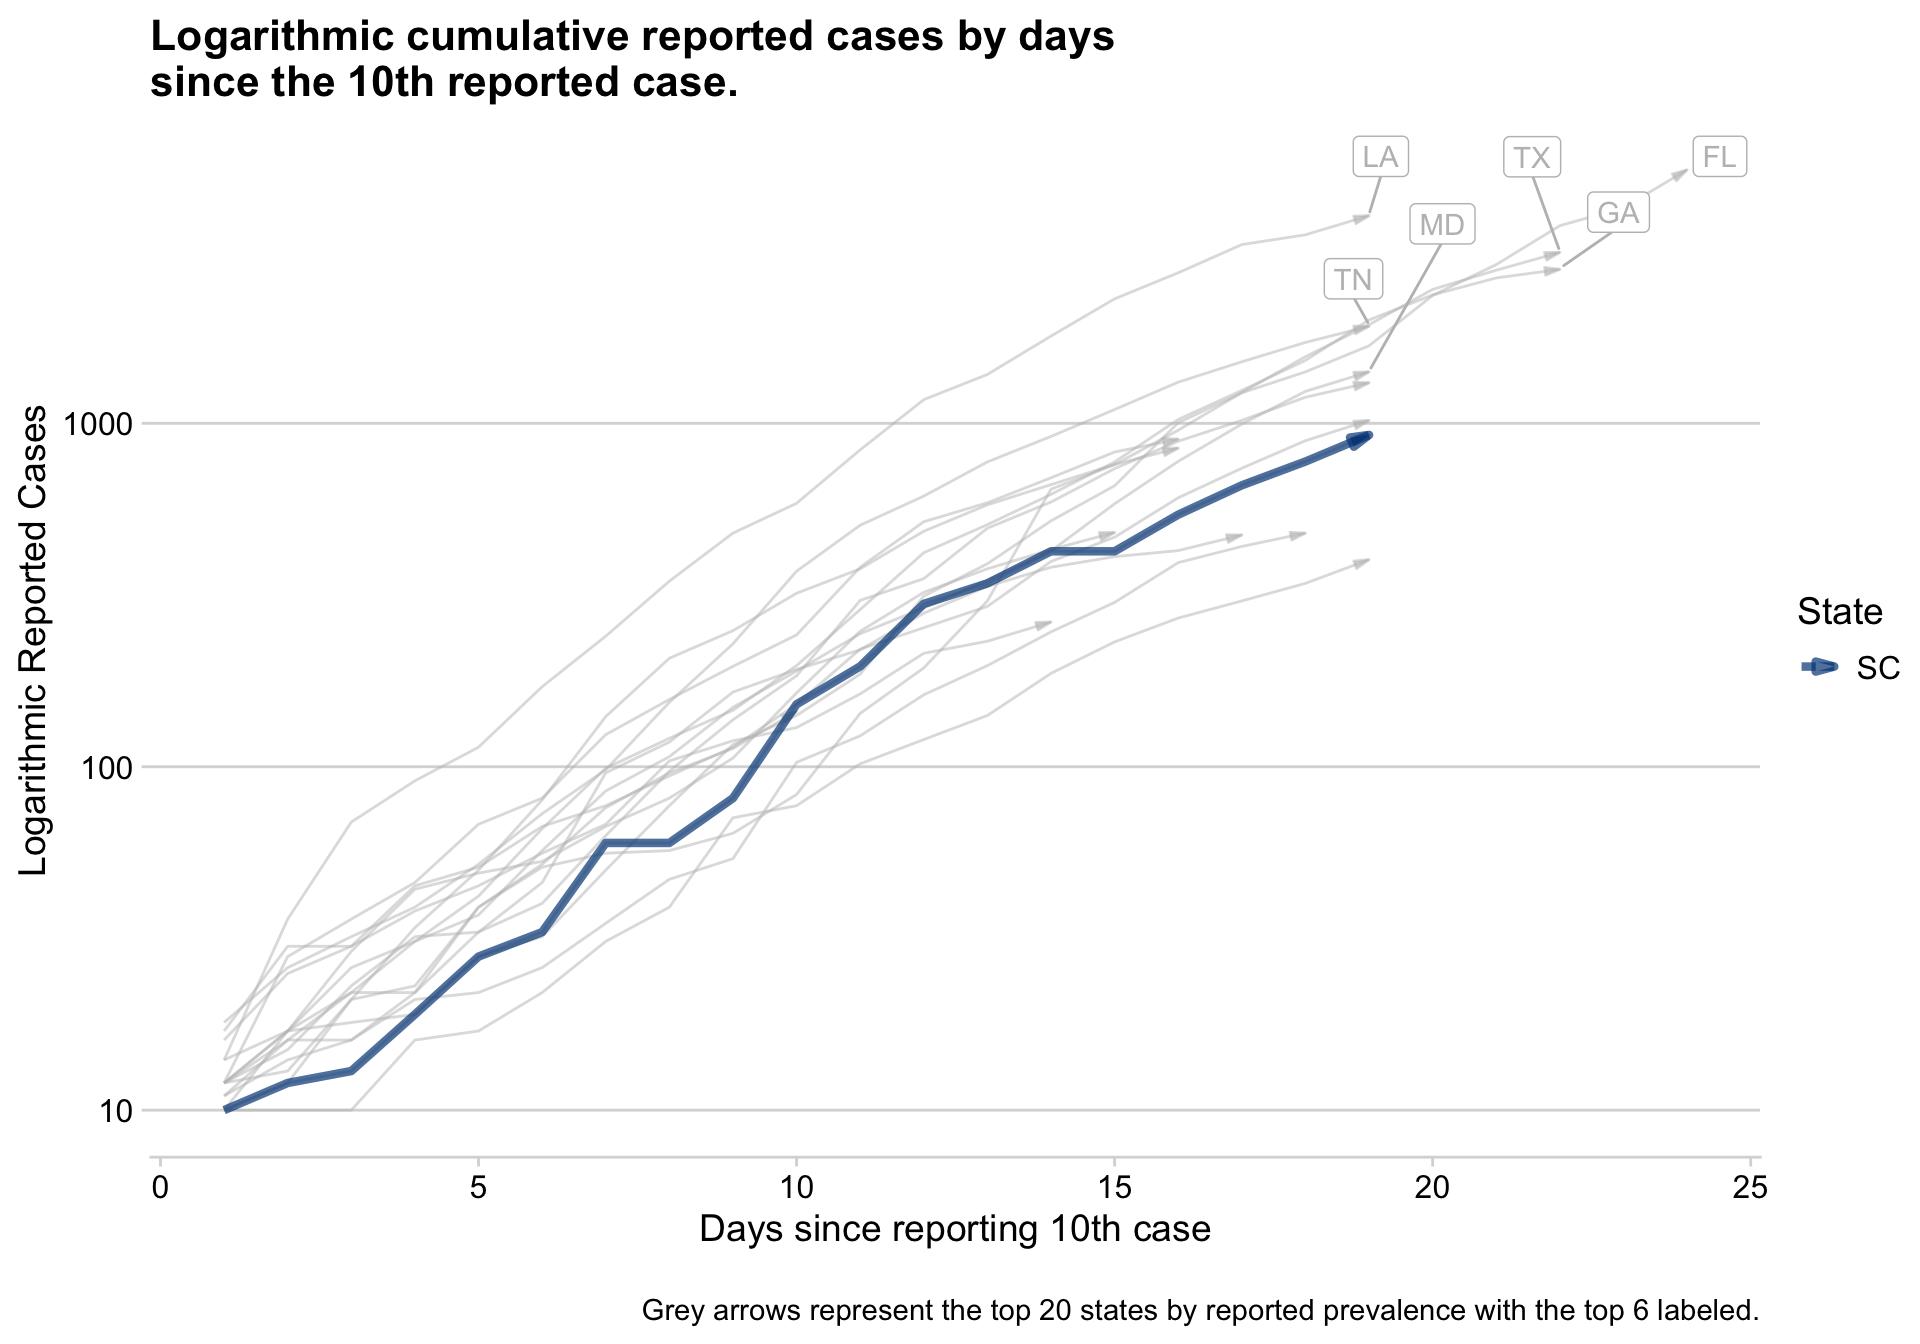 Logarithmic cumulative reported cases by days
since the 10th reported case.
LA
TX
FL
GA
MD
TN
Logarithmic Reported Cases
1000
100
10
State
SC
0 5 10 15 20 25
Days since reporting 10th case
Grey arrows represent the top 20 states by reported prevalence with the top 6 labeled.